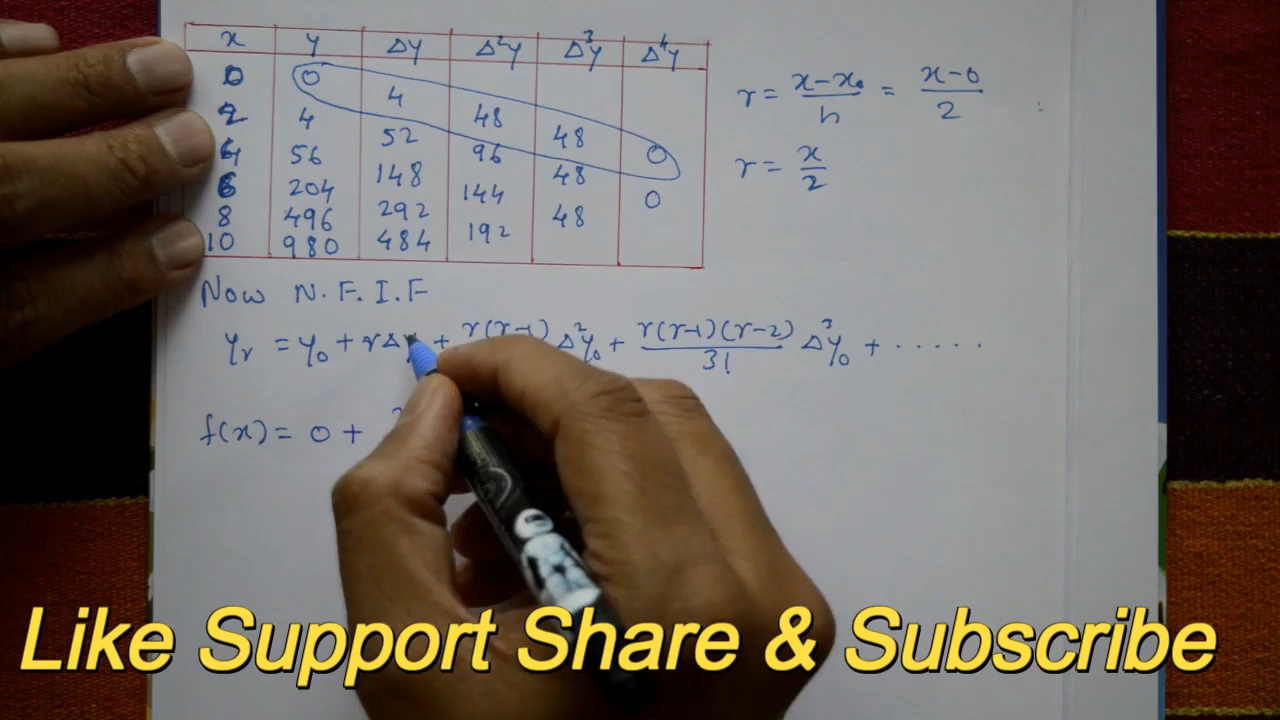 x y Δy Δ²y Δ³y Δ⁴y
0 0
4
2 4 48
52 48
4 56 96 0
148 48
6 204 144 0
292 48
8 496 192
484
10 980
r = x-x₀/h = x-0/2
r = x/2
Now N.F.I.F
yr = y₀ + rΔy + r(r-1) Δ²y₀ + r(r-1)(r-2)/3! Δ³y₀ + .....
f(x) = 0 +
Like Support Share & Subscribe